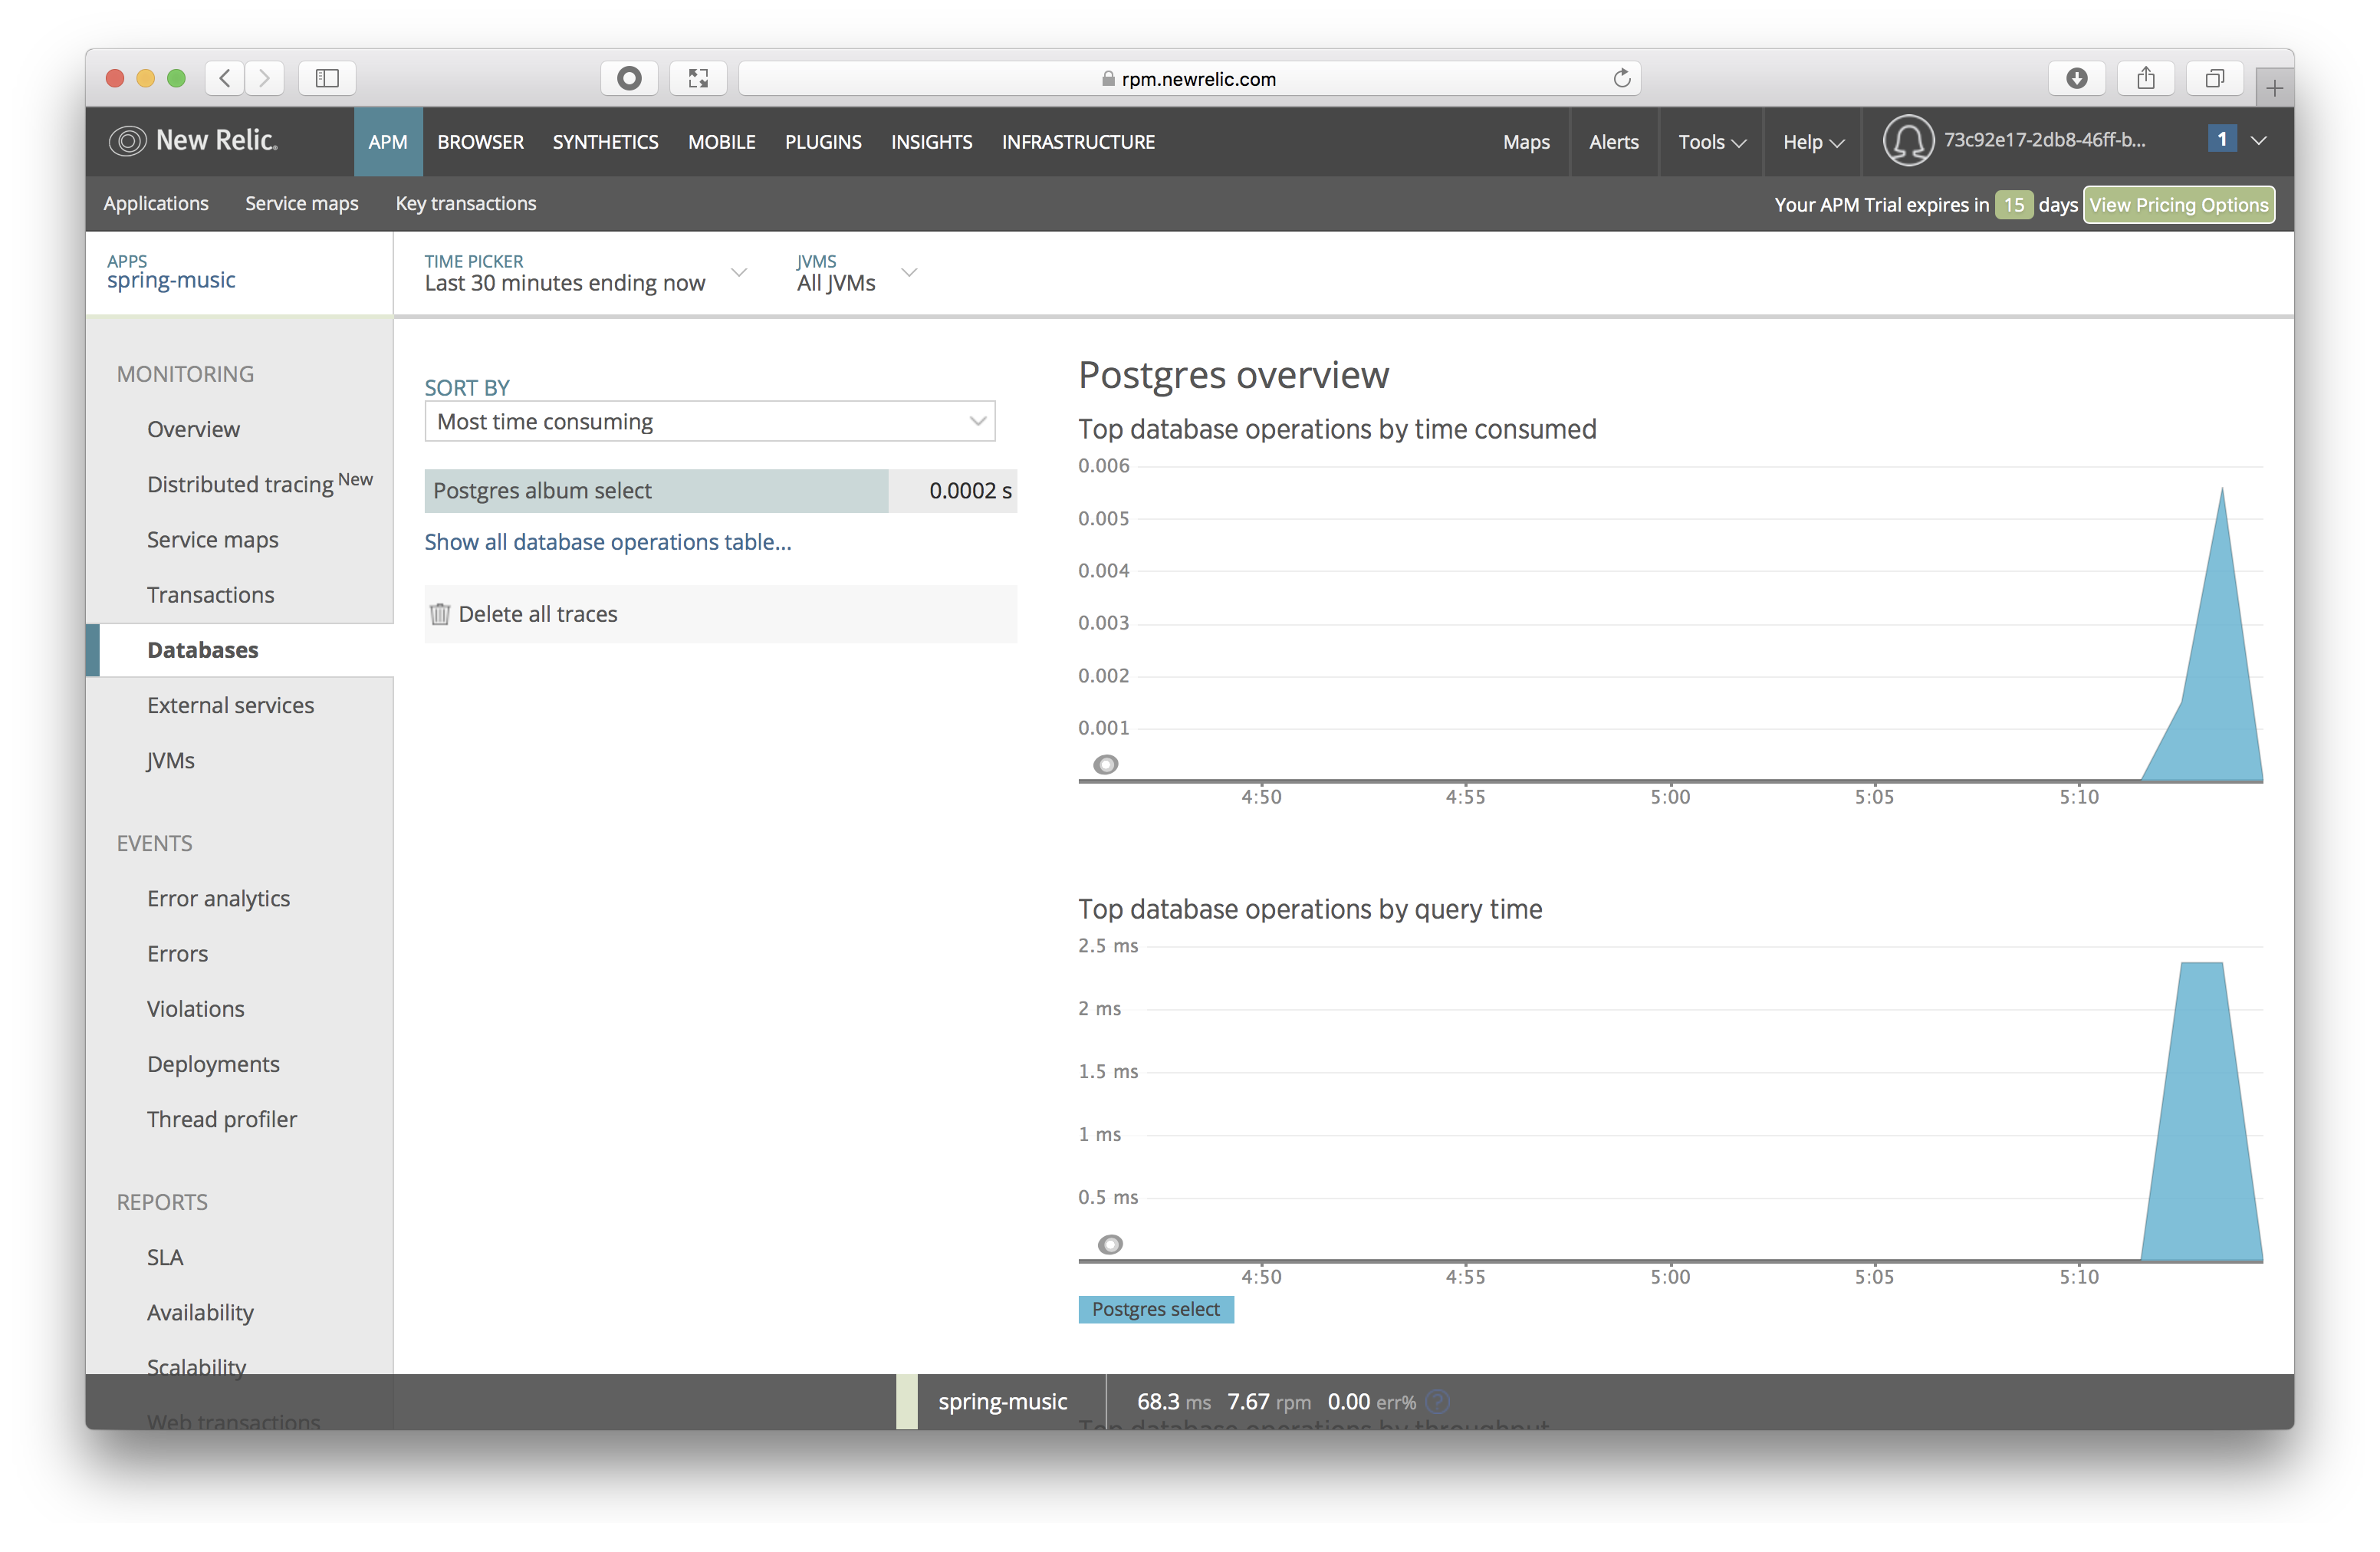 rpm.newrelic.com
New Relic.
APM BROWSER SYNTHETICS MOBILE PLUGINS INSIGHTS INFRASTRUCTURE
Maps Alerts Tools Help 73c92e17-2db8-46ff-b... 1
Applications Service maps Key transactions
Your APM Trial expires in 15 days View Pricing Options
APPS
spring-music
TIME PICKER
Last 30 minutes ending now
JVMS
All JVMs
MONITORING
Overview
Distributed tracing New
Service maps
Transactions
Databases
External services
JVMs
EVENTS
Error analytics
Errors
Violations
Deployments
Thread profiler
REPORTS
SLA
Availability
Scalability
Web transactions
SORT BY
Most time consuming
Postgres album select 0.0002 s
Show all database operations table...
Delete all traces
Postgres overview
Top database operations by time consumed
0.006
0.005
0.004
0.003
0.002
0.001
4:50 4:55 5:00 5:05 5:10
Top database operations by query time
2.5 ms
2 ms
1.5 ms
1 ms
0.5 ms
4:50 4:55 5:00 5:05 5:10
Postgres select
spring-music 68.3 ms 7.67 rpm 0.00 err% ?
Top database operations by throughput